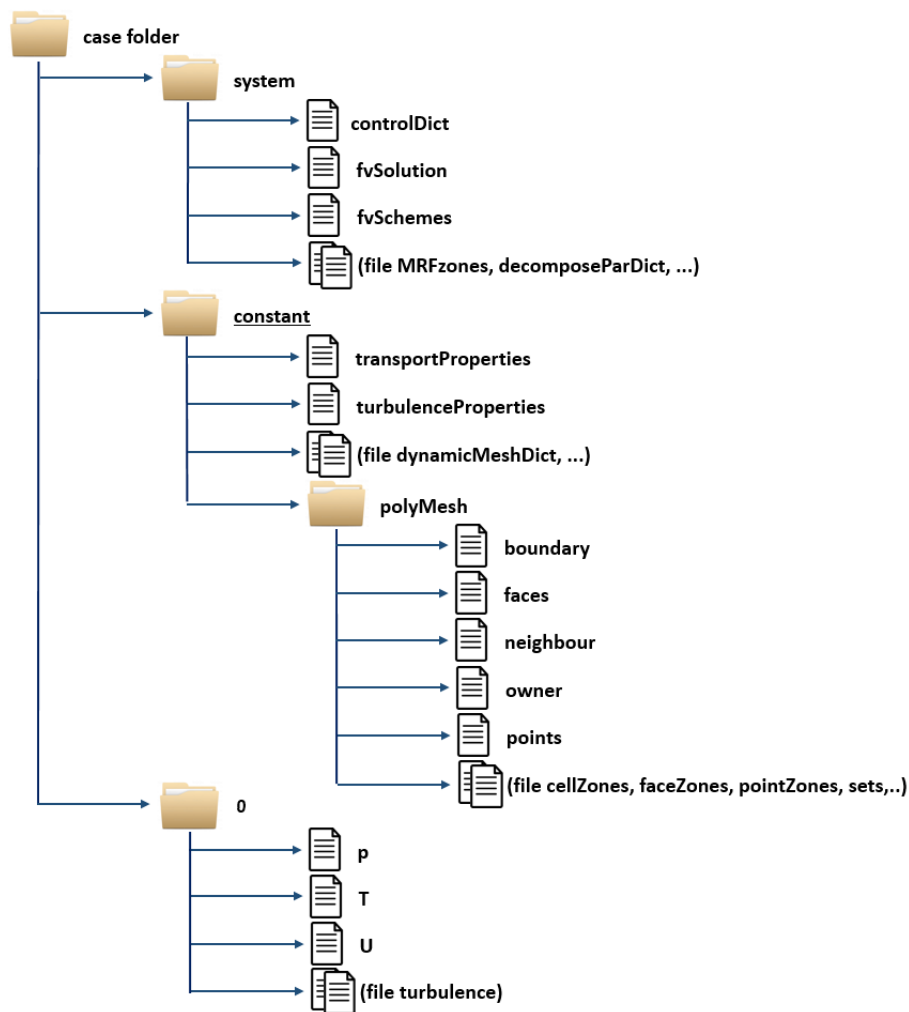 case folder
system
controlDict
fvSolution
fvSchemes
(file MRFzones, decomposeParDict, ...)
constant
transportProperties
turbulenceProperties
(file dynamicMeshDict, ...)
polyMesh
boundary
faces
neighbour
owner
points
(file cellZones, faceZones, pointZones, sets,..)
0
p
T
U
(file turbulence)